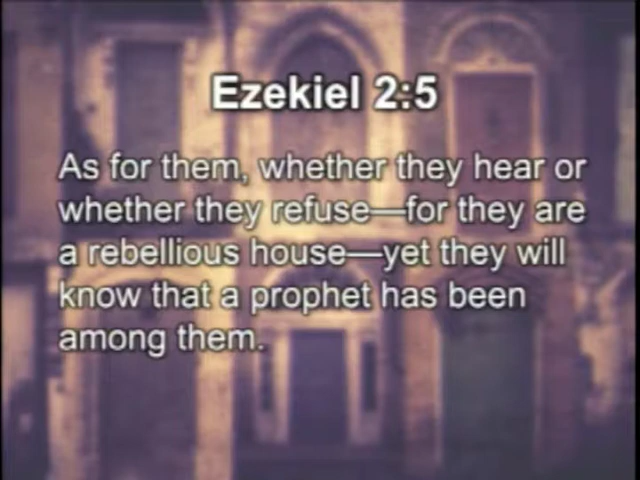 Ezekiel 2:5
As for them, whether they hear or
whether they refuse—for they are
a rebellious house—yet they will
know that a prophet has been
among them.